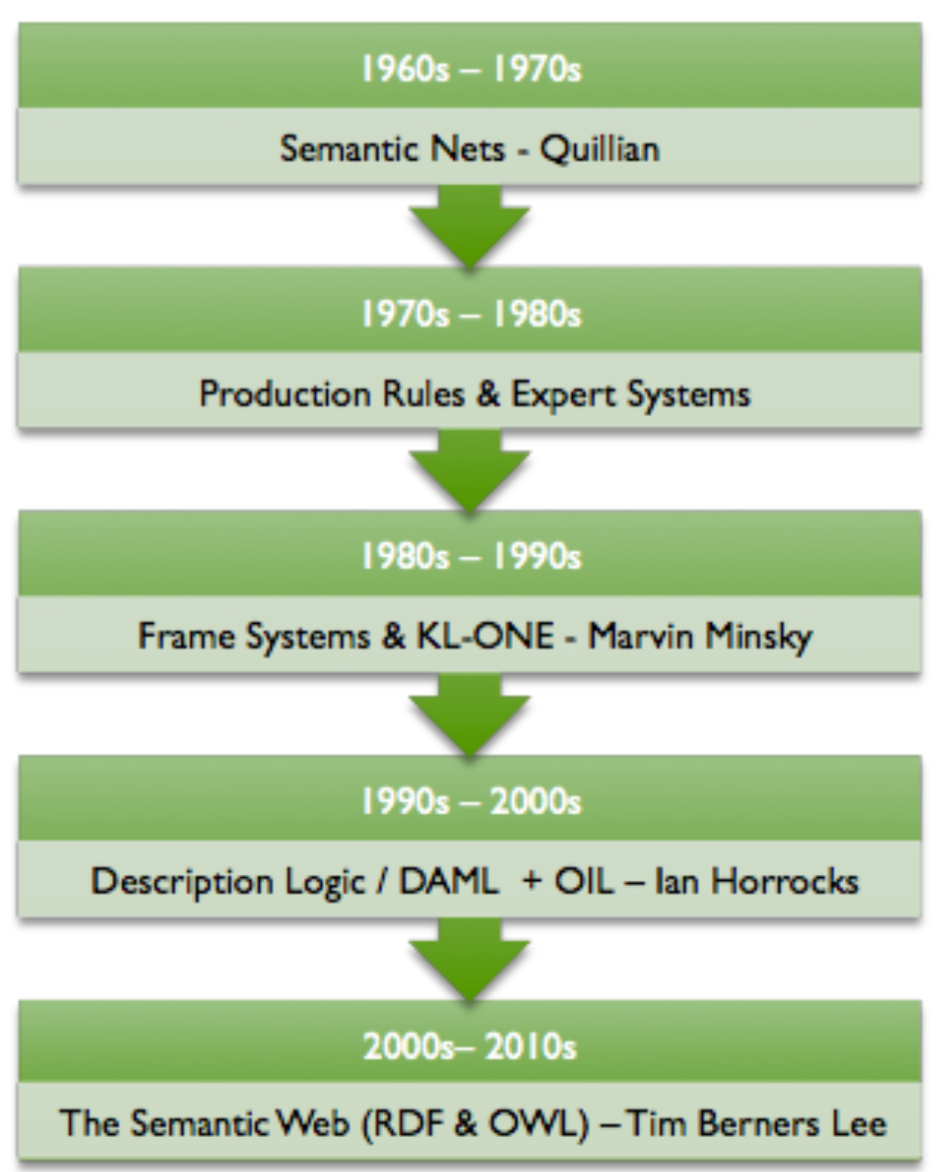 1960s – 1970s
Semantic Nets - Quillian
1970s – 1980s
Production Rules & Expert Systems
1980s – 1990s
Frame Systems & KL-ONE - Marvin Minsky
1990s – 2000s
Description Logic / DAML + OIL – Ian Horrocks
2000s– 2010s
The Semantic Web (RDF & OWL) – Tim Berners Lee